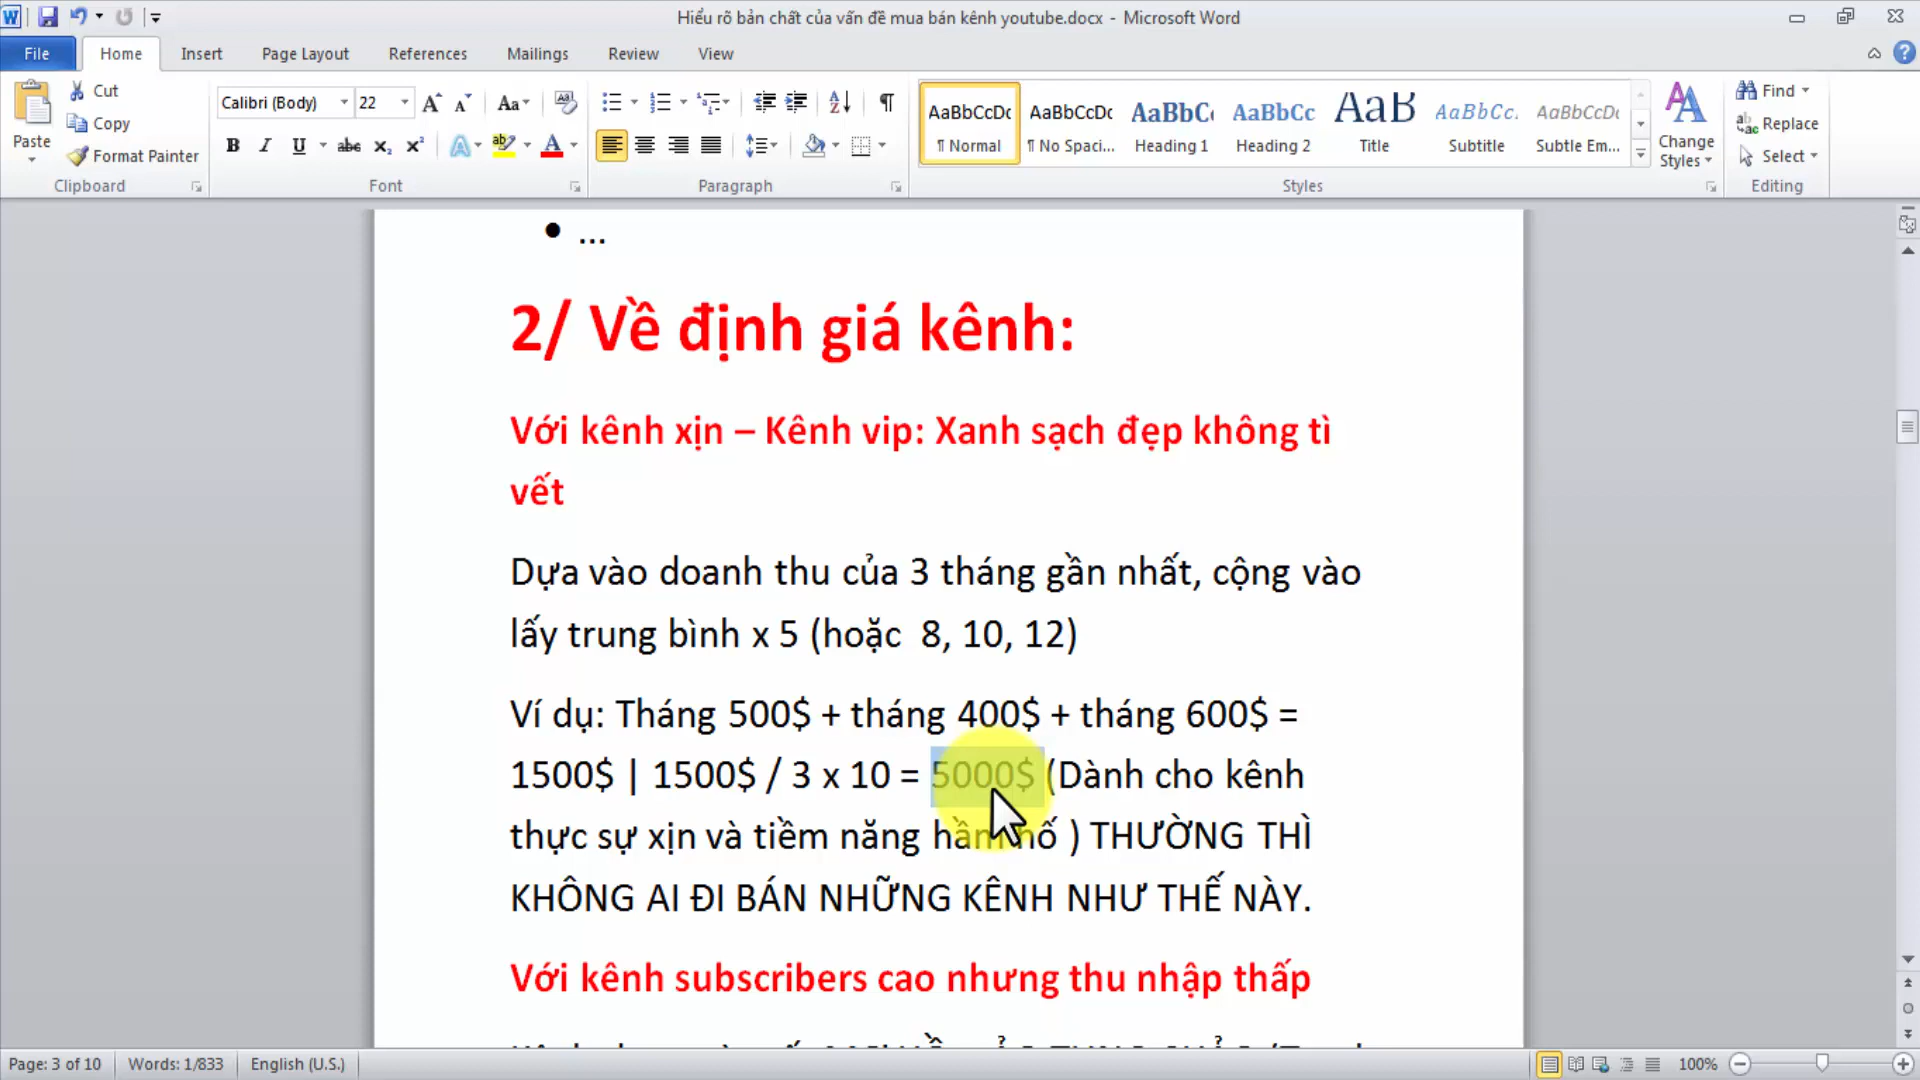 Hiểu rõ bản chất của vấn đề mua bán kênh youtube.docx - Microsoft Word
File Home Insert Page Layout References Mailings Review View
Paste
Cut
Copy
Format Painter
Clipboard
Calibri (Body) 22
Font
Paragraph
AaBbCcDc AaBbCcDc AaBbC AaBbCc AaB AaBbCc. AaBbCcDc
¶ Normal ¶ No Spaci... Heading 1 Heading 2 Title Subtitle Subtle Em...
Styles
Change Styles
Find
Replace
Select
Editing
• ...
2/ Về định giá kênh:
Với kênh xịn – Kênh vip: Xanh sạch đẹp không tì
vết
Dựa vào doanh thu của 3 tháng gần nhất, cộng vào
lấy trung bình x 5 (hoặc 8, 10, 12)
Ví dụ: Tháng 500$ + tháng 400$ + tháng 600$ =
1500$ | 1500$ / 3 x 10 = 5000$ (Dành cho kênh
thực sự xịn và tiềm năng hầm hố ) THƯỜNG THÌ
KHÔNG AI ĐI BÁN NHỮNG KÊNH NHƯ THẾ NÀY.
Với kênh subscribers cao nhưng thu nhập thấp
Page: 3 of 10 Words: 1/833 English (U.S.) 100%